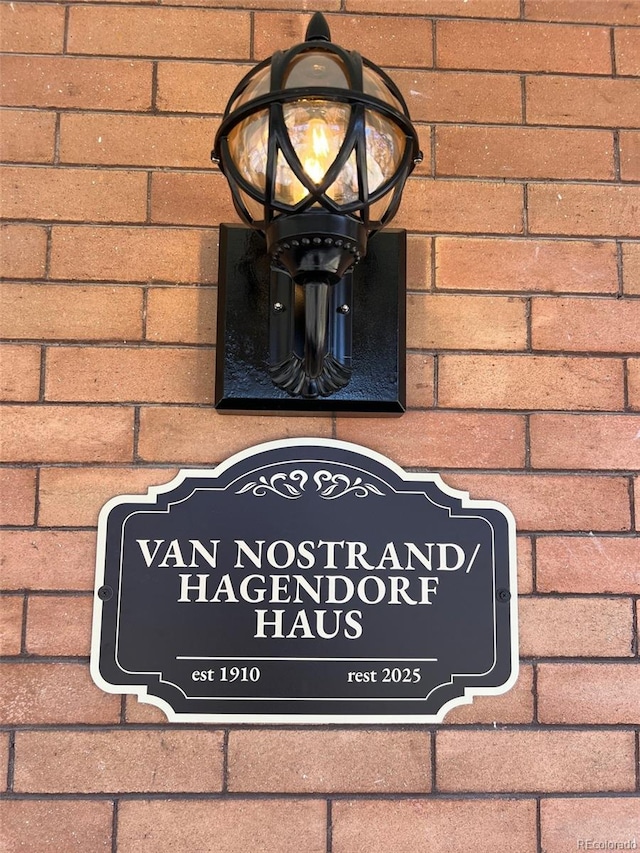 VAN NOSTRAND/
HAGENDORF
HAUS
est 1910 rest 2025
REcolorado